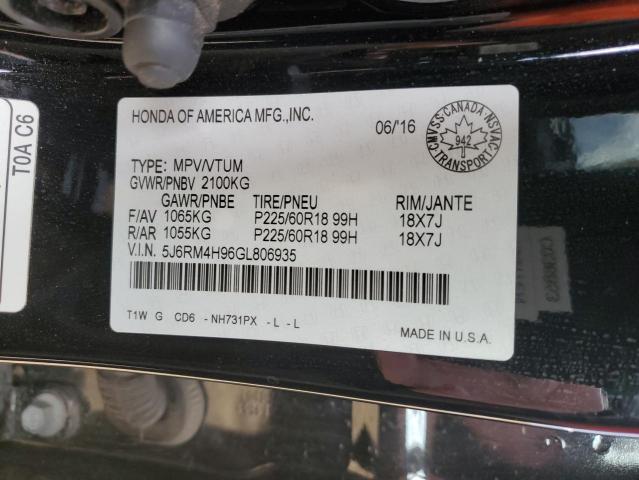 HONDA OF AMERICA MFG.,INC.
06/'16
CMVSS CANADA NSVAC
942
TRANSPORT
TYPE: MPV/VTUM
GVWR/PNBV 2100KG
GAWR/PNBE TIRE/PNEU RIM/JANTE
F/AV 1065KG P225/60R18 99H 18X7J
R/AR 1055KG P225/60R18 99H 18X7J
V.I.N. 5J6RM4H96GL806935
T1W G CD6 - NH731PX - L - L
MADE IN U.S.A.
T0A C6